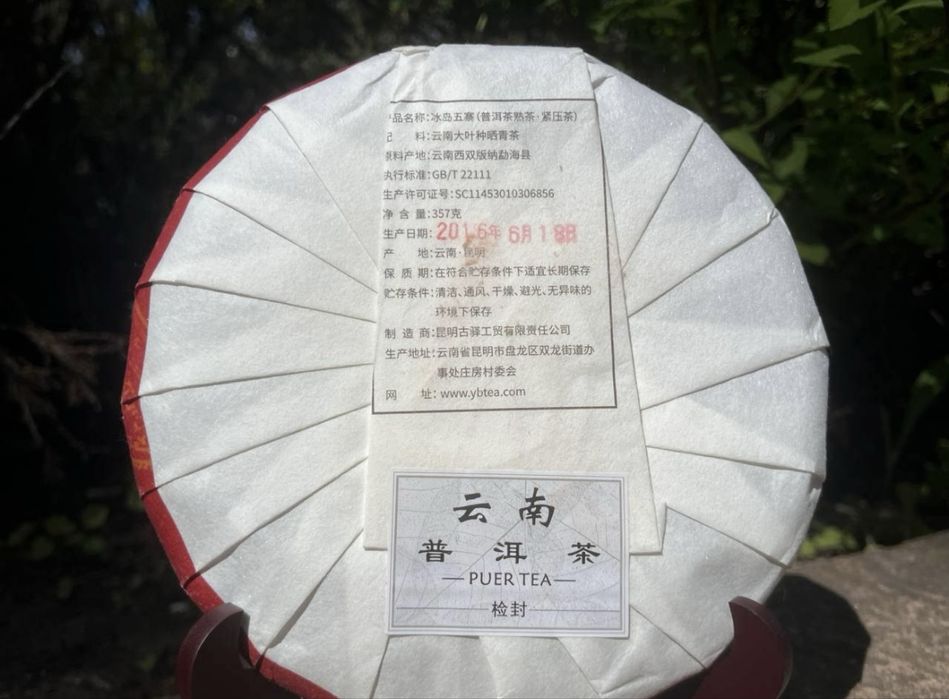 品名称：冰岛五寨（普洱茶熟茶·紧压茶）
料：云南大叶种晒青茶
原料产地：云南西双版纳勐海县
执行标准：GB/T 22111
生产许可证号：SC11453010306856
净 含 量：357克
生产日期：2016年6月18日
产 地：云南·昆明
保 质 期：在符合贮存条件下适宜长期保存
贮存条件：清洁、通风、干燥、避光、无异味的
环境下保存
制 造 商：昆明古驿工贸有限责任公司
生产地址：云南省昆明市盘龙区双龙街道办
事处庄房村委会
网 址：www.ybtea.com
云南
普洱茶
PUER TEA
检封